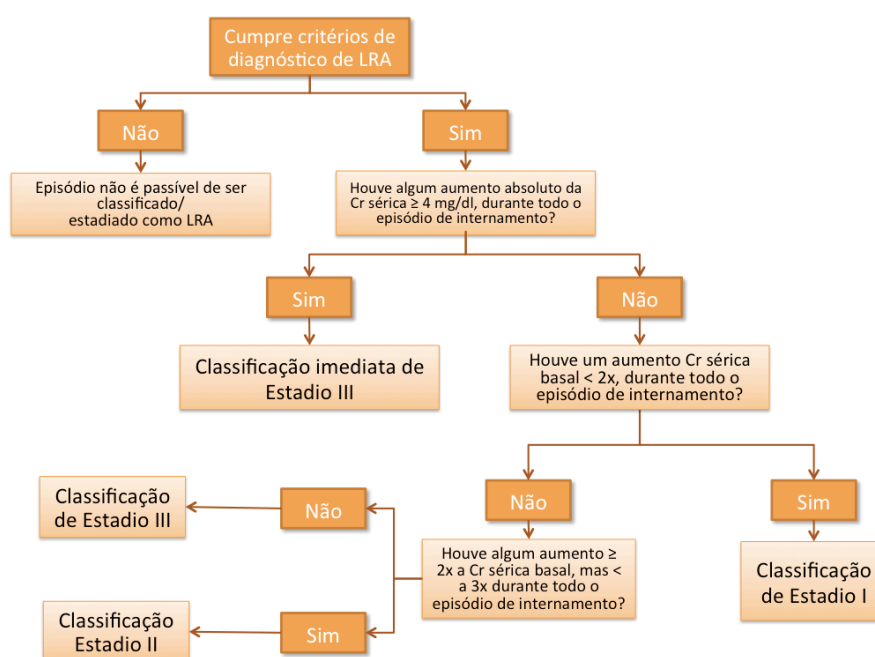 Cumpre critérios de
diagnóstico de LRA
Não
Sim
Episódio não é passível de ser
classificado/
estadiado como LRA
Houve algum aumento absoluto da
Cr sérica ≥ 4 mg/dl, durante todo o
episódio de internamento?
Sim
Não
Classificação imediata de
Estadio III
Houve um aumento Cr sérica
basal < 2x, durante todo o
episódio de internamento?
Não
Sim
Classificação
de Estadio III
Não
Houve algum aumento ≥
2x a Cr sérica basal, mas <
a 3x durante todo o
episódio de internamento?
Classificação
de Estadio I
Classificação
Estadio II
Sim